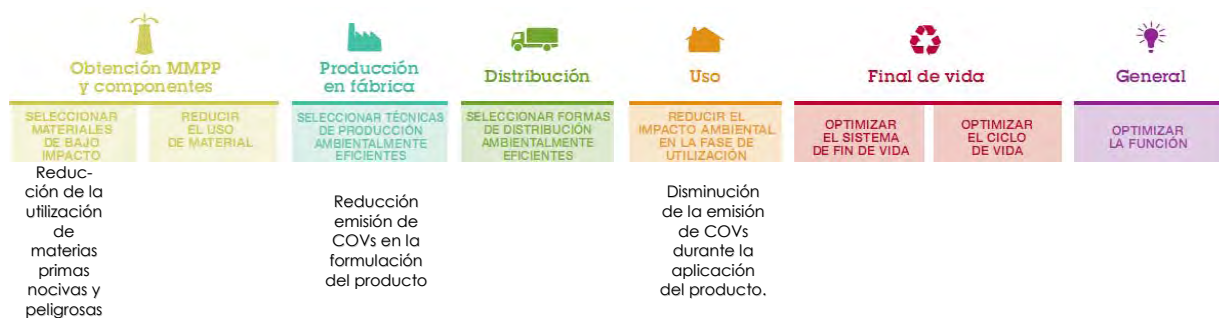 Obtención MMPP
y componentes
Producción
en fábrica
Distribución
Uso
Final de vida
General
SELECCIONAR
MATERIALES
DE BAJO
IMPACTO
REDUCIR
EL USO
DE MATERIAL
SELECCIONAR TÉCNICAS
DE PRODUCCIÓN
AMBIENTALMENTE
EFICIENTES
SELECCIONAR FORMAS
DE DISTRIBUCIÓN
AMBIENTALMENTE
EFICIENTES
REDUCIR EL
IMPACTO AMBIENTAL
EN LA FASE DE
UTILIZACIÓN
OPTIMIZAR
EL SISTEMA
DE FIN DE VIDA
OPTIMIZAR
EL CICLO
DE VIDA
OPTIMIZAR
LA FUNCIÓN
Reduc-
ción de la
utilización
de
materias
primas
nocivas y
peligrosas
Reducción
emisión de
COVs en la
formulación
del producto
Disminución
de la emisión
de COVs
durante la
aplicación
del producto.